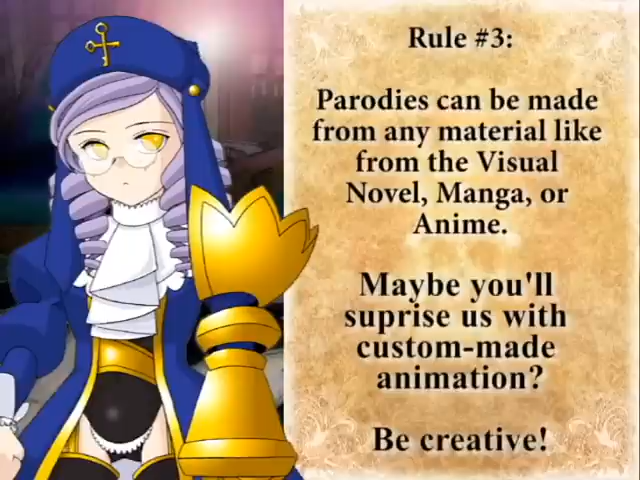 Rule #3:
Parodies can be made
from any material like
from the Visual
Novel, Manga, or
Anime.
Maybe you'll
suprise us with
custom-made
animation?
Be creative!